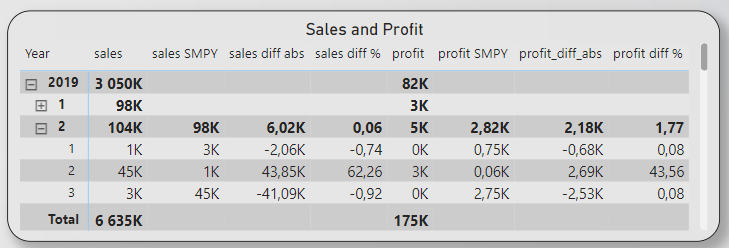 Sales and Profit
Year sales sales SMPY sales diff abs sales diff % profit profit SMPY profit_diff_abs profit diff %
2019 3 050K 82K
1 98K 3K
2 104K 98K 6,02K 0,06 5K 2,82K 2,18K 1,77
1 1K 3K -2,06K -0,74 0K 0,75K -0,68K 0,08
2 45K 1K 43,85K 62,26 3K 0,06K 2,69K 43,56
3 3K 45K -41,09K -0,92 0K 2,75K -2,53K 0,08
Total 6 635K 175K